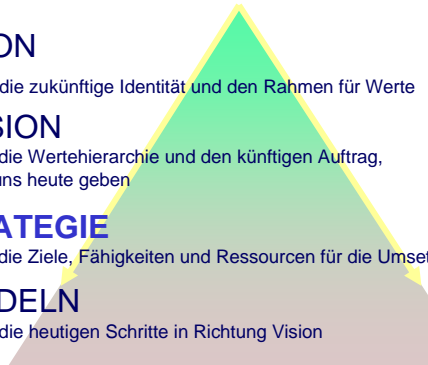 ON
die zukünftige Identität und den Rahmen für Werte
SION
die Wertehierarchie und den künftigen Auftrag,
uns heute geben
ATEGIE
die Ziele, Fähigkeiten und Ressourcen für die Umset
DELN
die heutigen Schritte in Richtung Vision